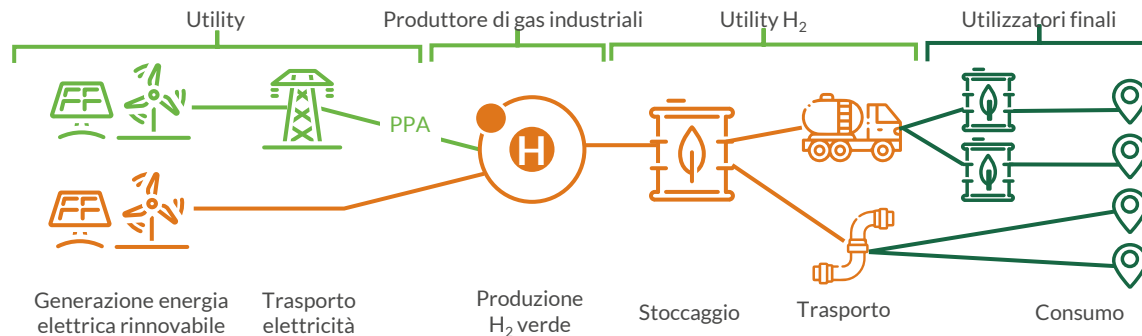 Utility
Produttore di gas industriali
Utility H₂
Utilizzatori finali
PPA
H
Generazione energia
elettrica rinnovabile
Trasporto
elettricità
Produzione
H₂ verde
Stoccaggio
Trasporto
Consumo